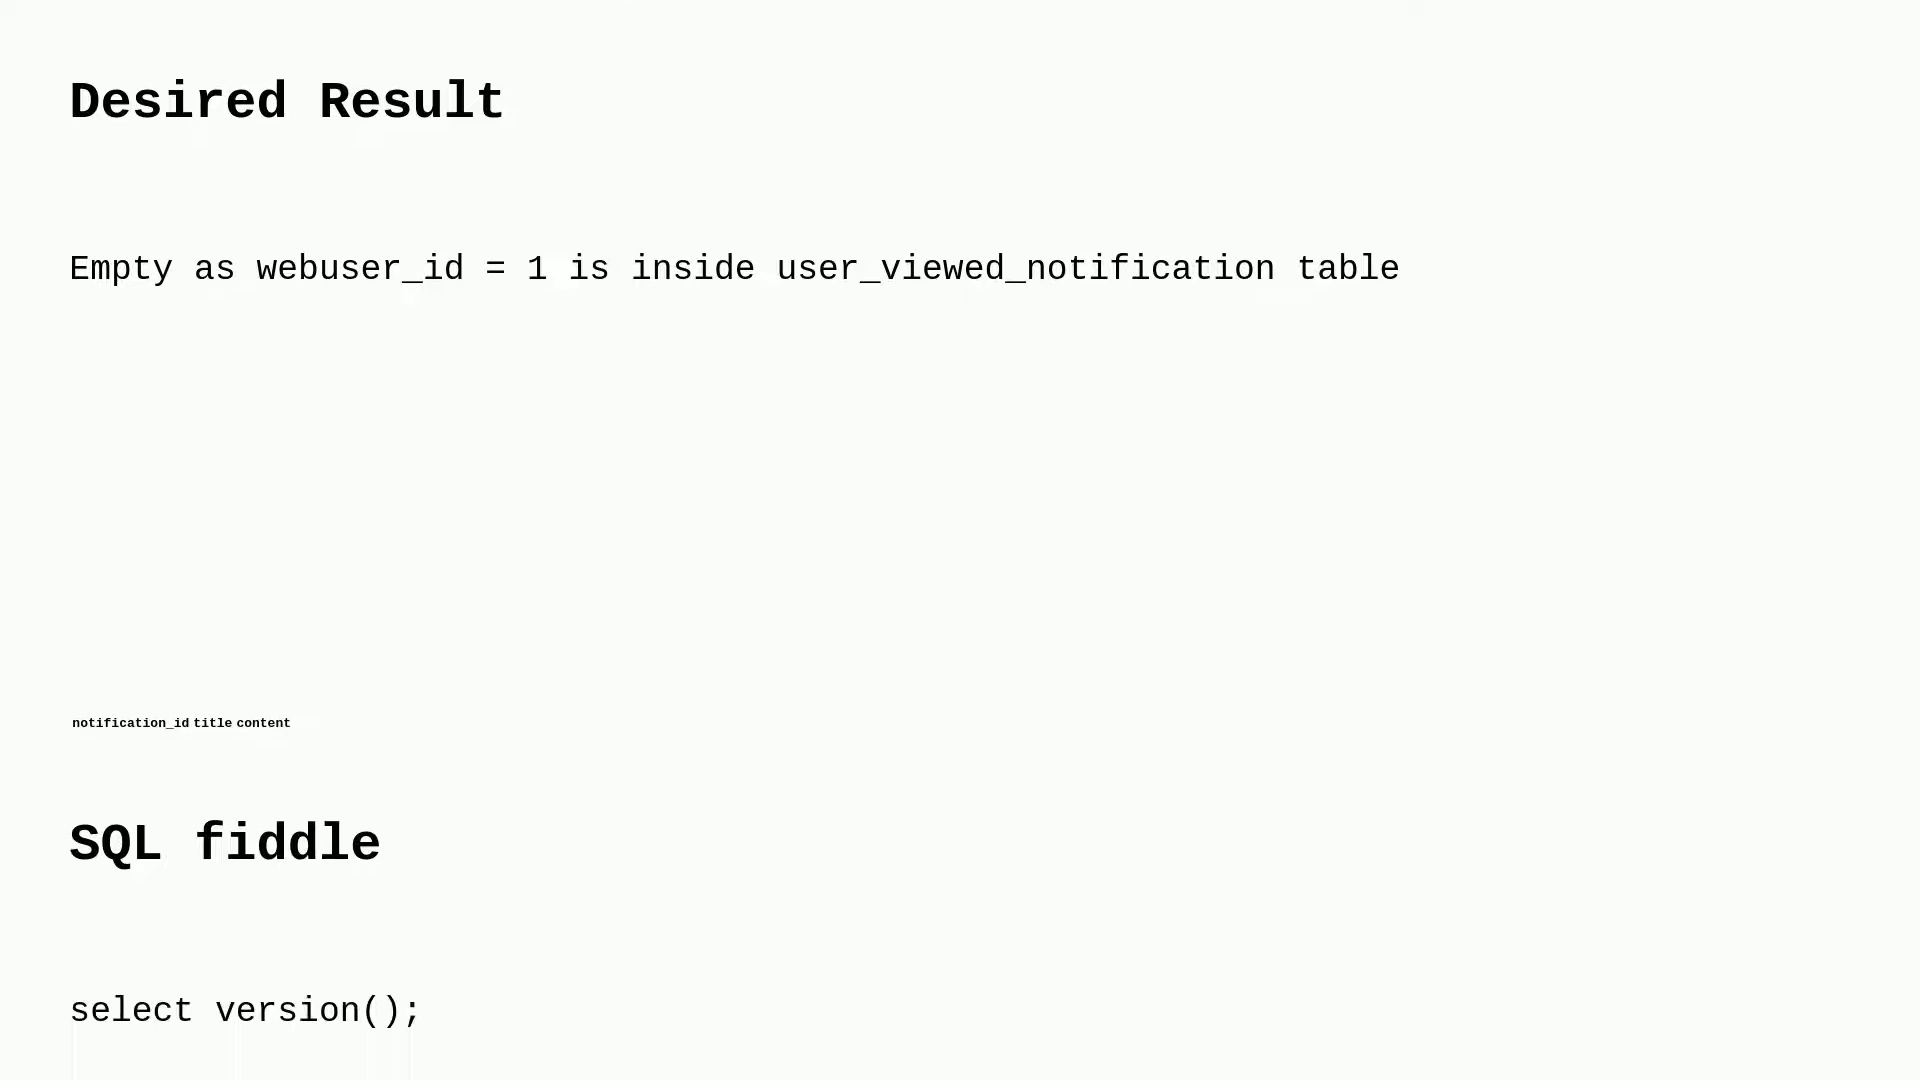 Desired Result
Empty as webuser_id = 1 is inside user_viewed_notification table
notification_id title content
SQL fiddle
select version();